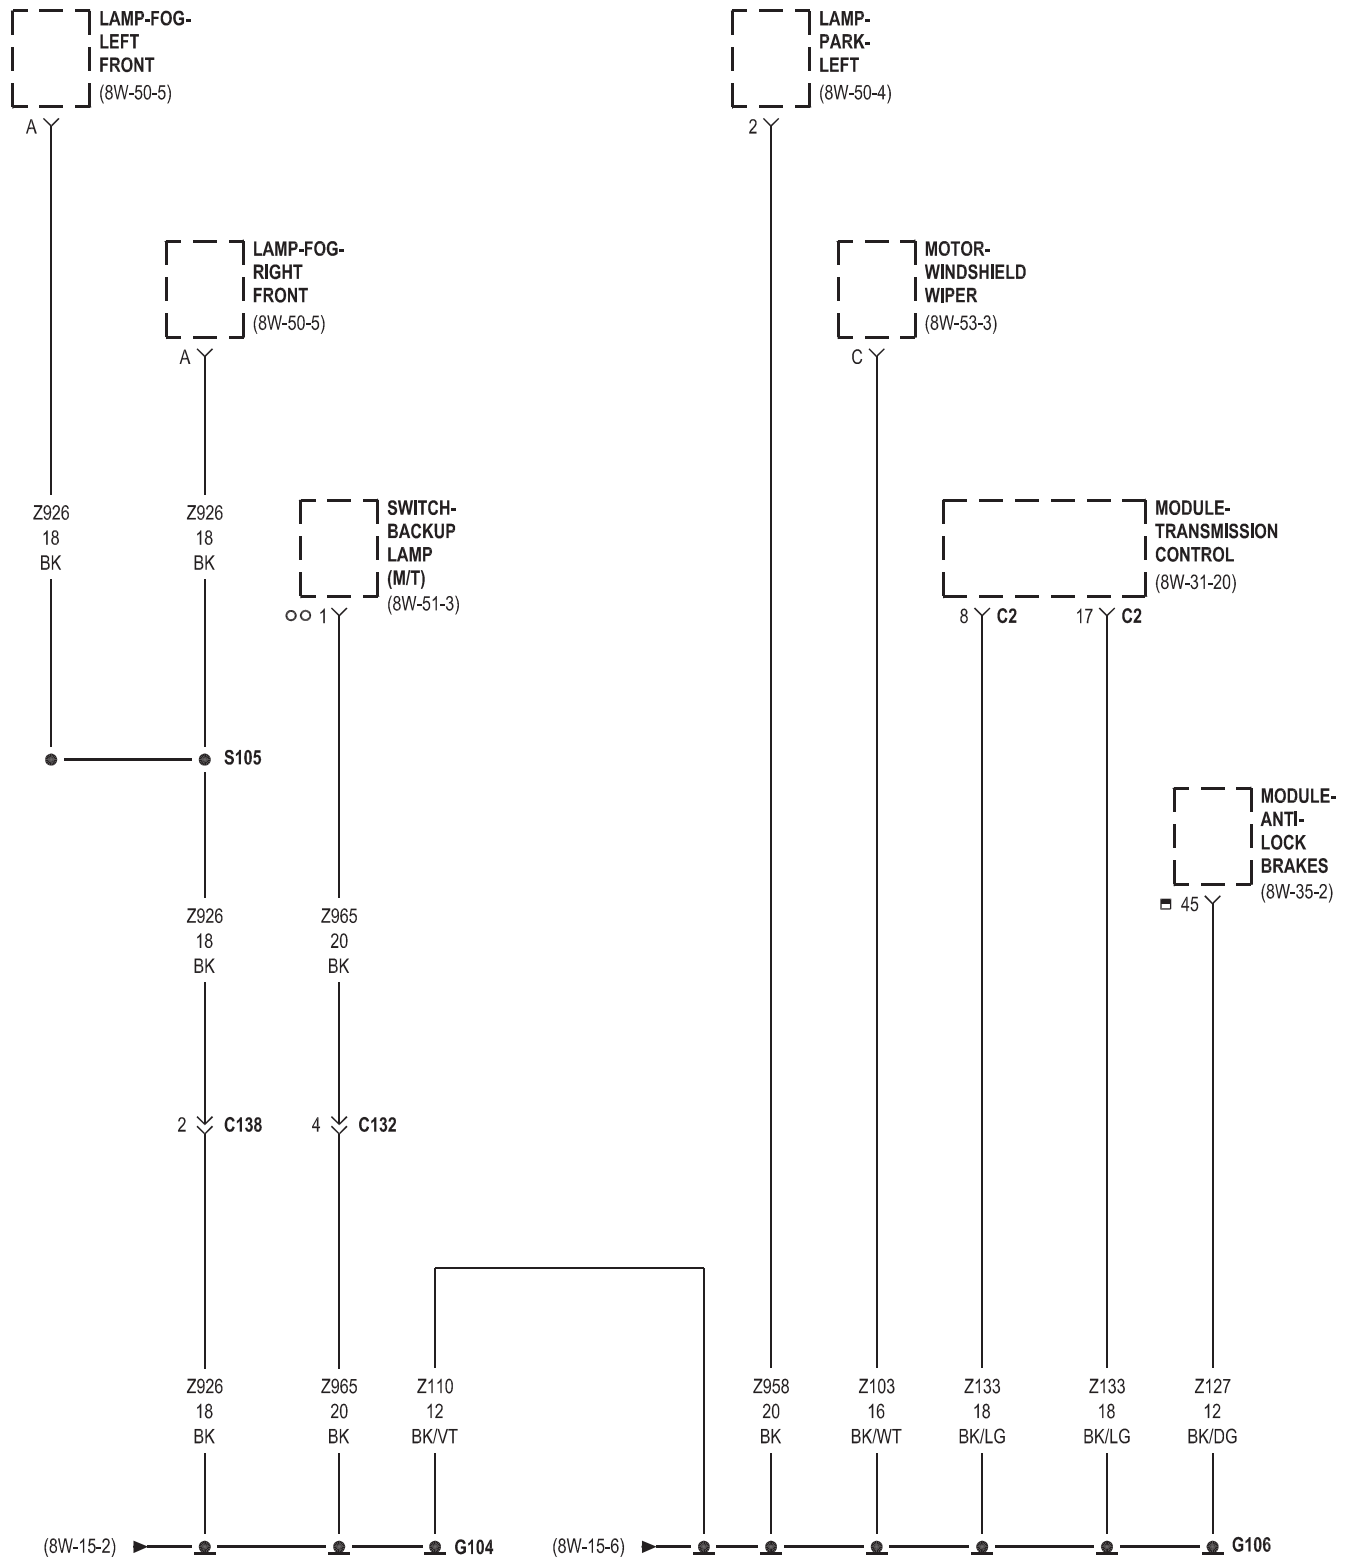 LAMP-FOG-
LEFT
FRONT
(8W-50-5)
A
LAMP-
PARK-
LEFT
(8W-50-4)
2
LAMP-FOG-
RIGHT
FRONT
(8W-50-5)
A
MOTOR-
WINDSHIELD
WIPER
(8W-53-3)
C
Z926
18
BK
Z926
18
BK
SWITCH-
BACKUP
LAMP
(M/T)
(8W-51-3)
1
MODULE-
TRANSMISSION
CONTROL
(8W-31-20)
8 C2
17 C2
S105
MODULE-
ANTI-
LOCK
BRAKES
(8W-35-2)
45
Z926
18
BK
Z965
20
BK
2 C138
4 C132
Z926
18
BK
Z965
20
BK
Z110
12
BK/VT
Z958
20
BK
Z103
16
BK/WT
Z133
18
BK/LG
Z133
18
BK/LG
Z127
12
BK/DG
(8W-15-2)
G104
(8W-15-6)
G106